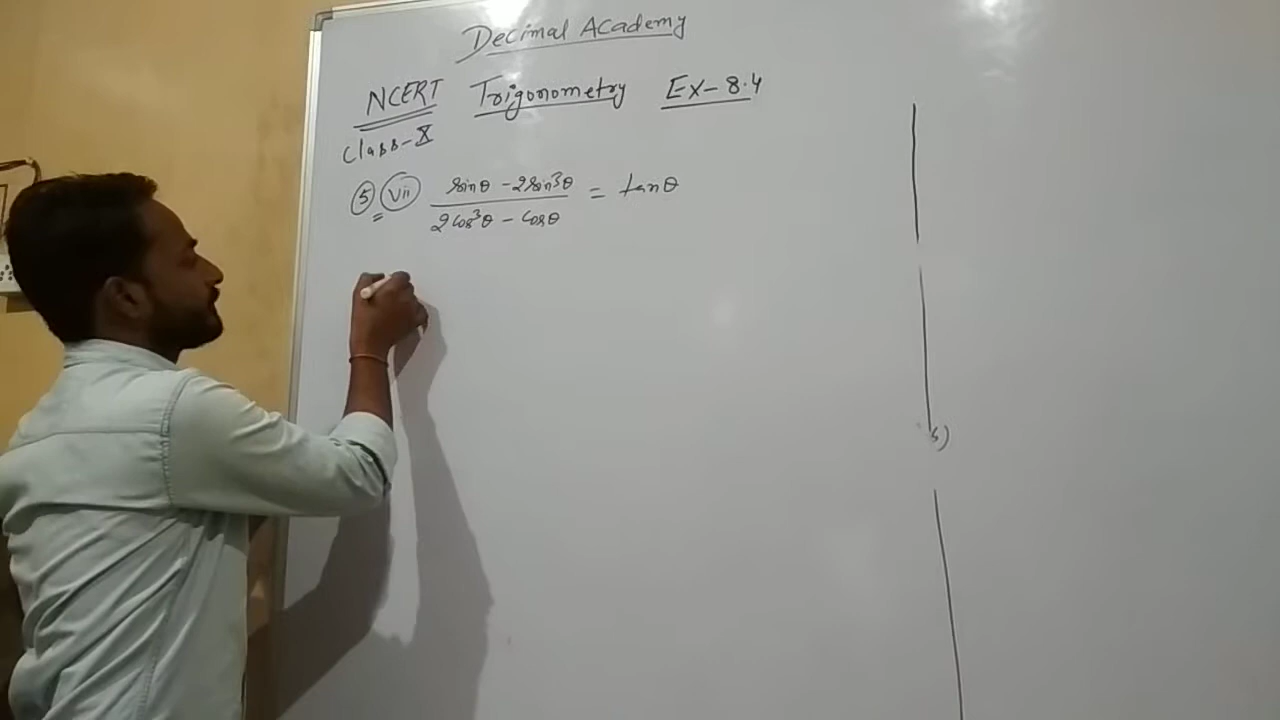 Decimal Academy
NCERT Trigonometry Ex-8.4
Class-X
5 vii sinθ - 2sin³θ / 2cos³θ - cosθ = tanθ